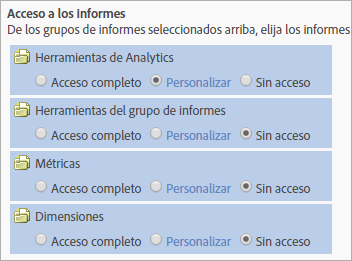 Acceso a los Informes
De los grupos de informes seleccionados arriba, elija los informes
Herramientas de Analytics
Acceso completo Personalizar Sin acceso
Herramientas del grupo de informes
Acceso completo Personalizar Sin acceso
Métricas
Acceso completo Personalizar Sin acceso
Dimensiones
Acceso completo Personalizar Sin acceso